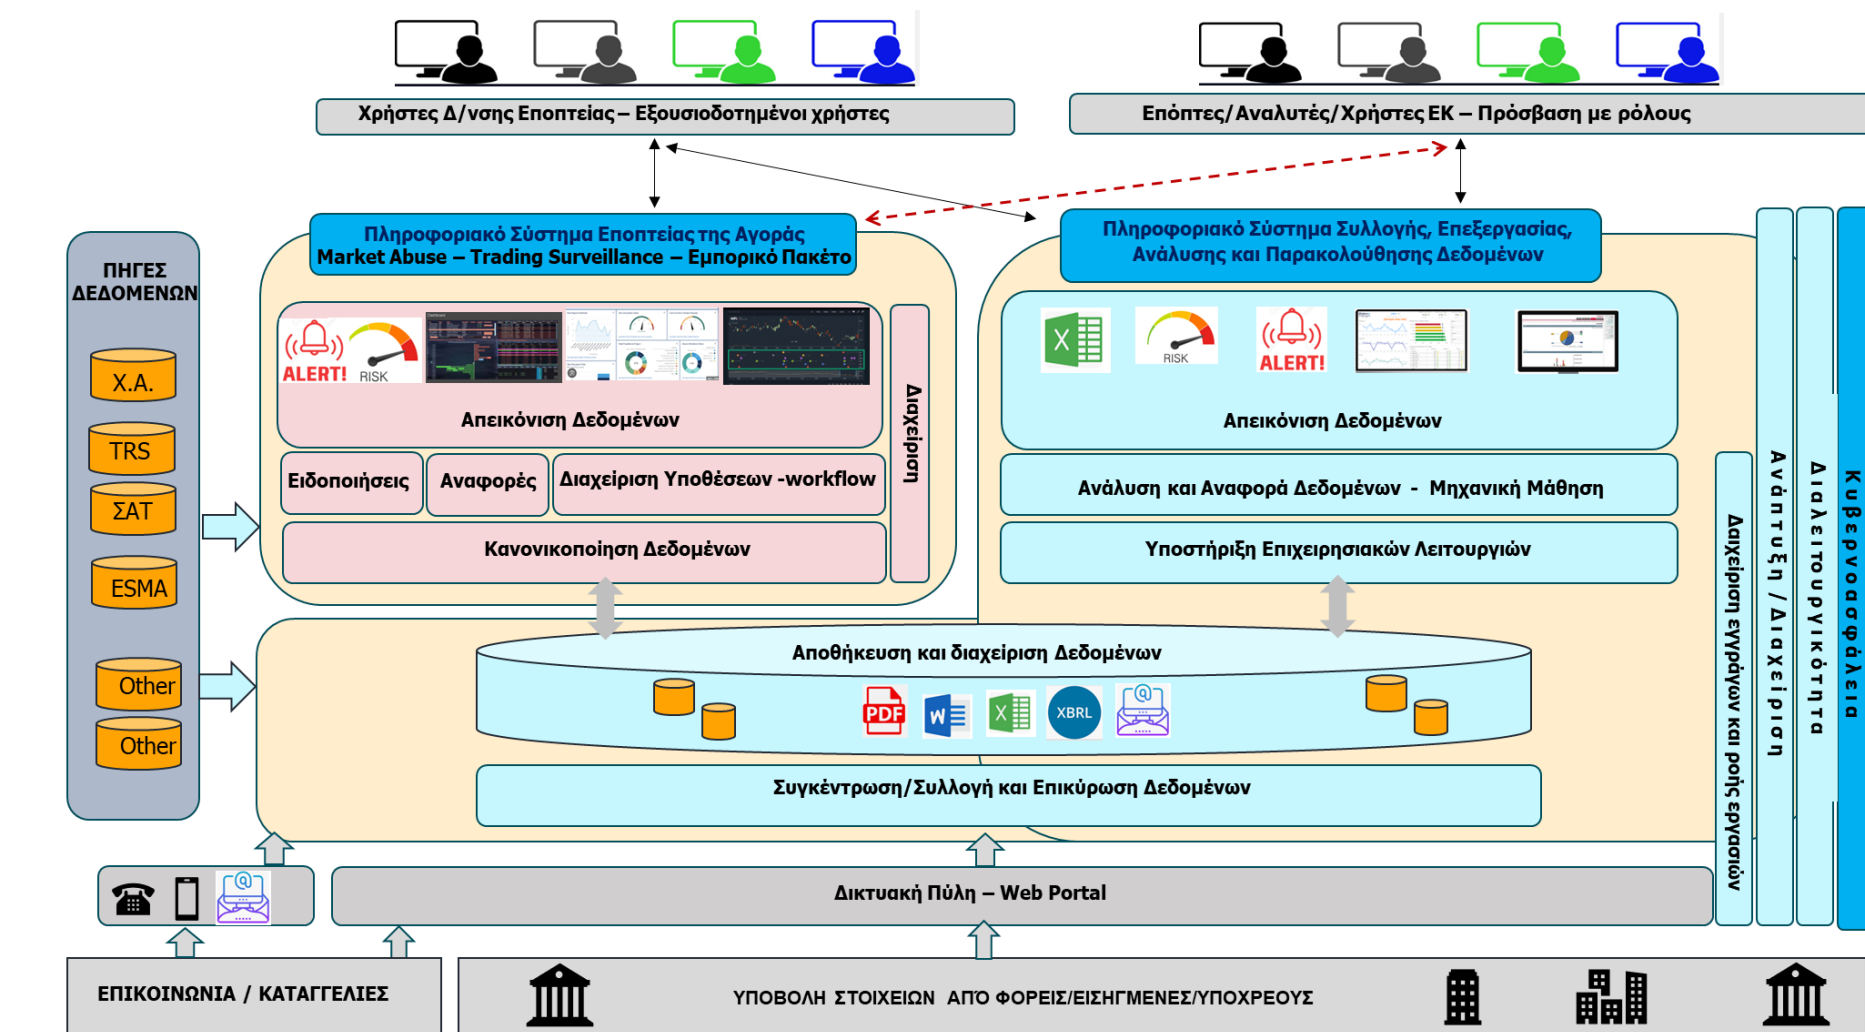 Χρήστες Δ/νσης Εποπτείας – Εξουσιοδοτημένοι χρήστες
Επόπτες/Αναλυτές/Χρήστες ΕΚ – Πρόσβαση με ρόλους
Πληροφοριακό Σύστημα Εποπτείας της Αγοράς
Market Abuse – Trading Surveillance – Εμπορικό Πακέτο
Πληροφοριακό Σύστημα Συλλογής, Επεξεργασίας,
Ανάλυσης και Παρακολούθησης Δεδομένων
ΠΗΓΕΣ
ΔΕΔΟΜΕΝΩΝ
Χ.Α.
TRS
ΣΑΤ
ESMA
Other
Other
ALERT!
RISK
Απεικόνιση Δεδομένων
Ειδοποιήσεις
Αναφορές
Διαχείριση Υποθέσεων -workflow
Κανονικοποίηση Δεδομένων
Διαχείριση
X
RISK
ALERT!
Απεικόνιση Δεδομένων
Ανάλυση και Αναφορά Δεδομένων - Μηχανική Μάθηση
Υποστήριξη Επιχειρησιακών Λειτουργιών
Αποθήκευση και διαχείριση Δεδομένων
PDF
W
X
XBRL
@
Συγκέντρωση/Συλλογή και Επικύρωση Δεδομένων
Δαιχείριση εγγράγων και ροής εργασιών
Ανάπτυξη / Διαχείριση
Διαλειτουργικότητα
Κυβερνοασφάλεια
@
Δικτυακή Πύλη – Web Portal
ΕΠΙΚΟΙΝΩΝΙΑ / ΚΑΤΑΓΓΕΛΙΕΣ
ΥΠΟΒΟΛΗ ΣΤΟΙΧΕΙΩΝ ΑΠΌ ΦΟΡΕΙΣ/ΕΙΣΗΓΜΕΝΕΣ/ΥΠΟΧΡΕΟΥΣ